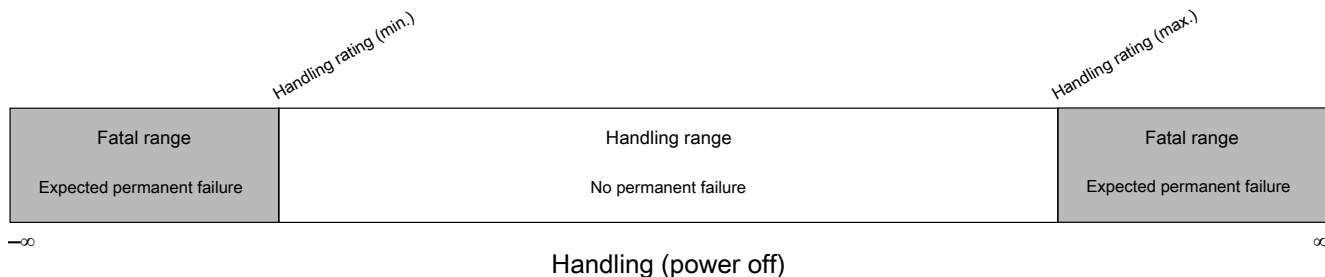 Handling rating (min.)
Handling rating (max.)
Fatal range
Handling range
Fatal range
Expected permanent failure
No permanent failure
Expected permanent failure
–∞
∞
Handling (power off)